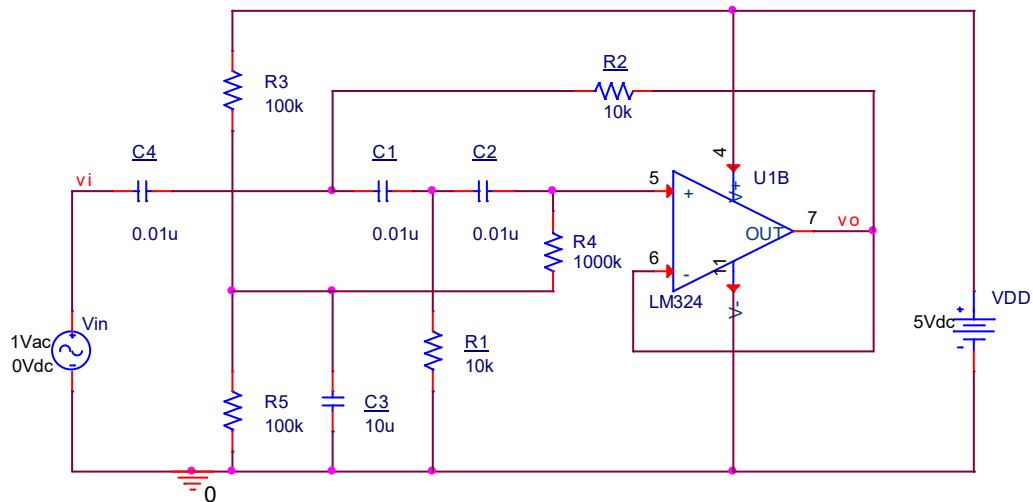 R3
100k
R2
10k
C4
vi
0.01u
C1
0.01u
C2
0.01u
R4
1000k
5
+
6
-
4
V+
U1B
7
vo
OUT
11
V-
LM324
VDD
5Vdc
+
-
Vin
1Vac
0Vdc
+
-
R5
100k
C3
10u
R1
10k
0